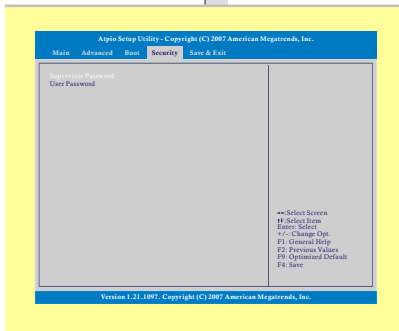 Atpio Setup Utility - Copyright (C) 2007 American Megatrends, Inc.
Main Advanced Boot Security Save & Exit
Supervisor Password
User Password
→←:Select Screen
↑↓:Select Item
Enter: Select
+/-: Change Opt.
F1: General Help
F2: Previous Values
F9: Optimized Default
F4: Save
Version 1.21.1097. Copyright (C) 2007 American Megatrends, Inc.